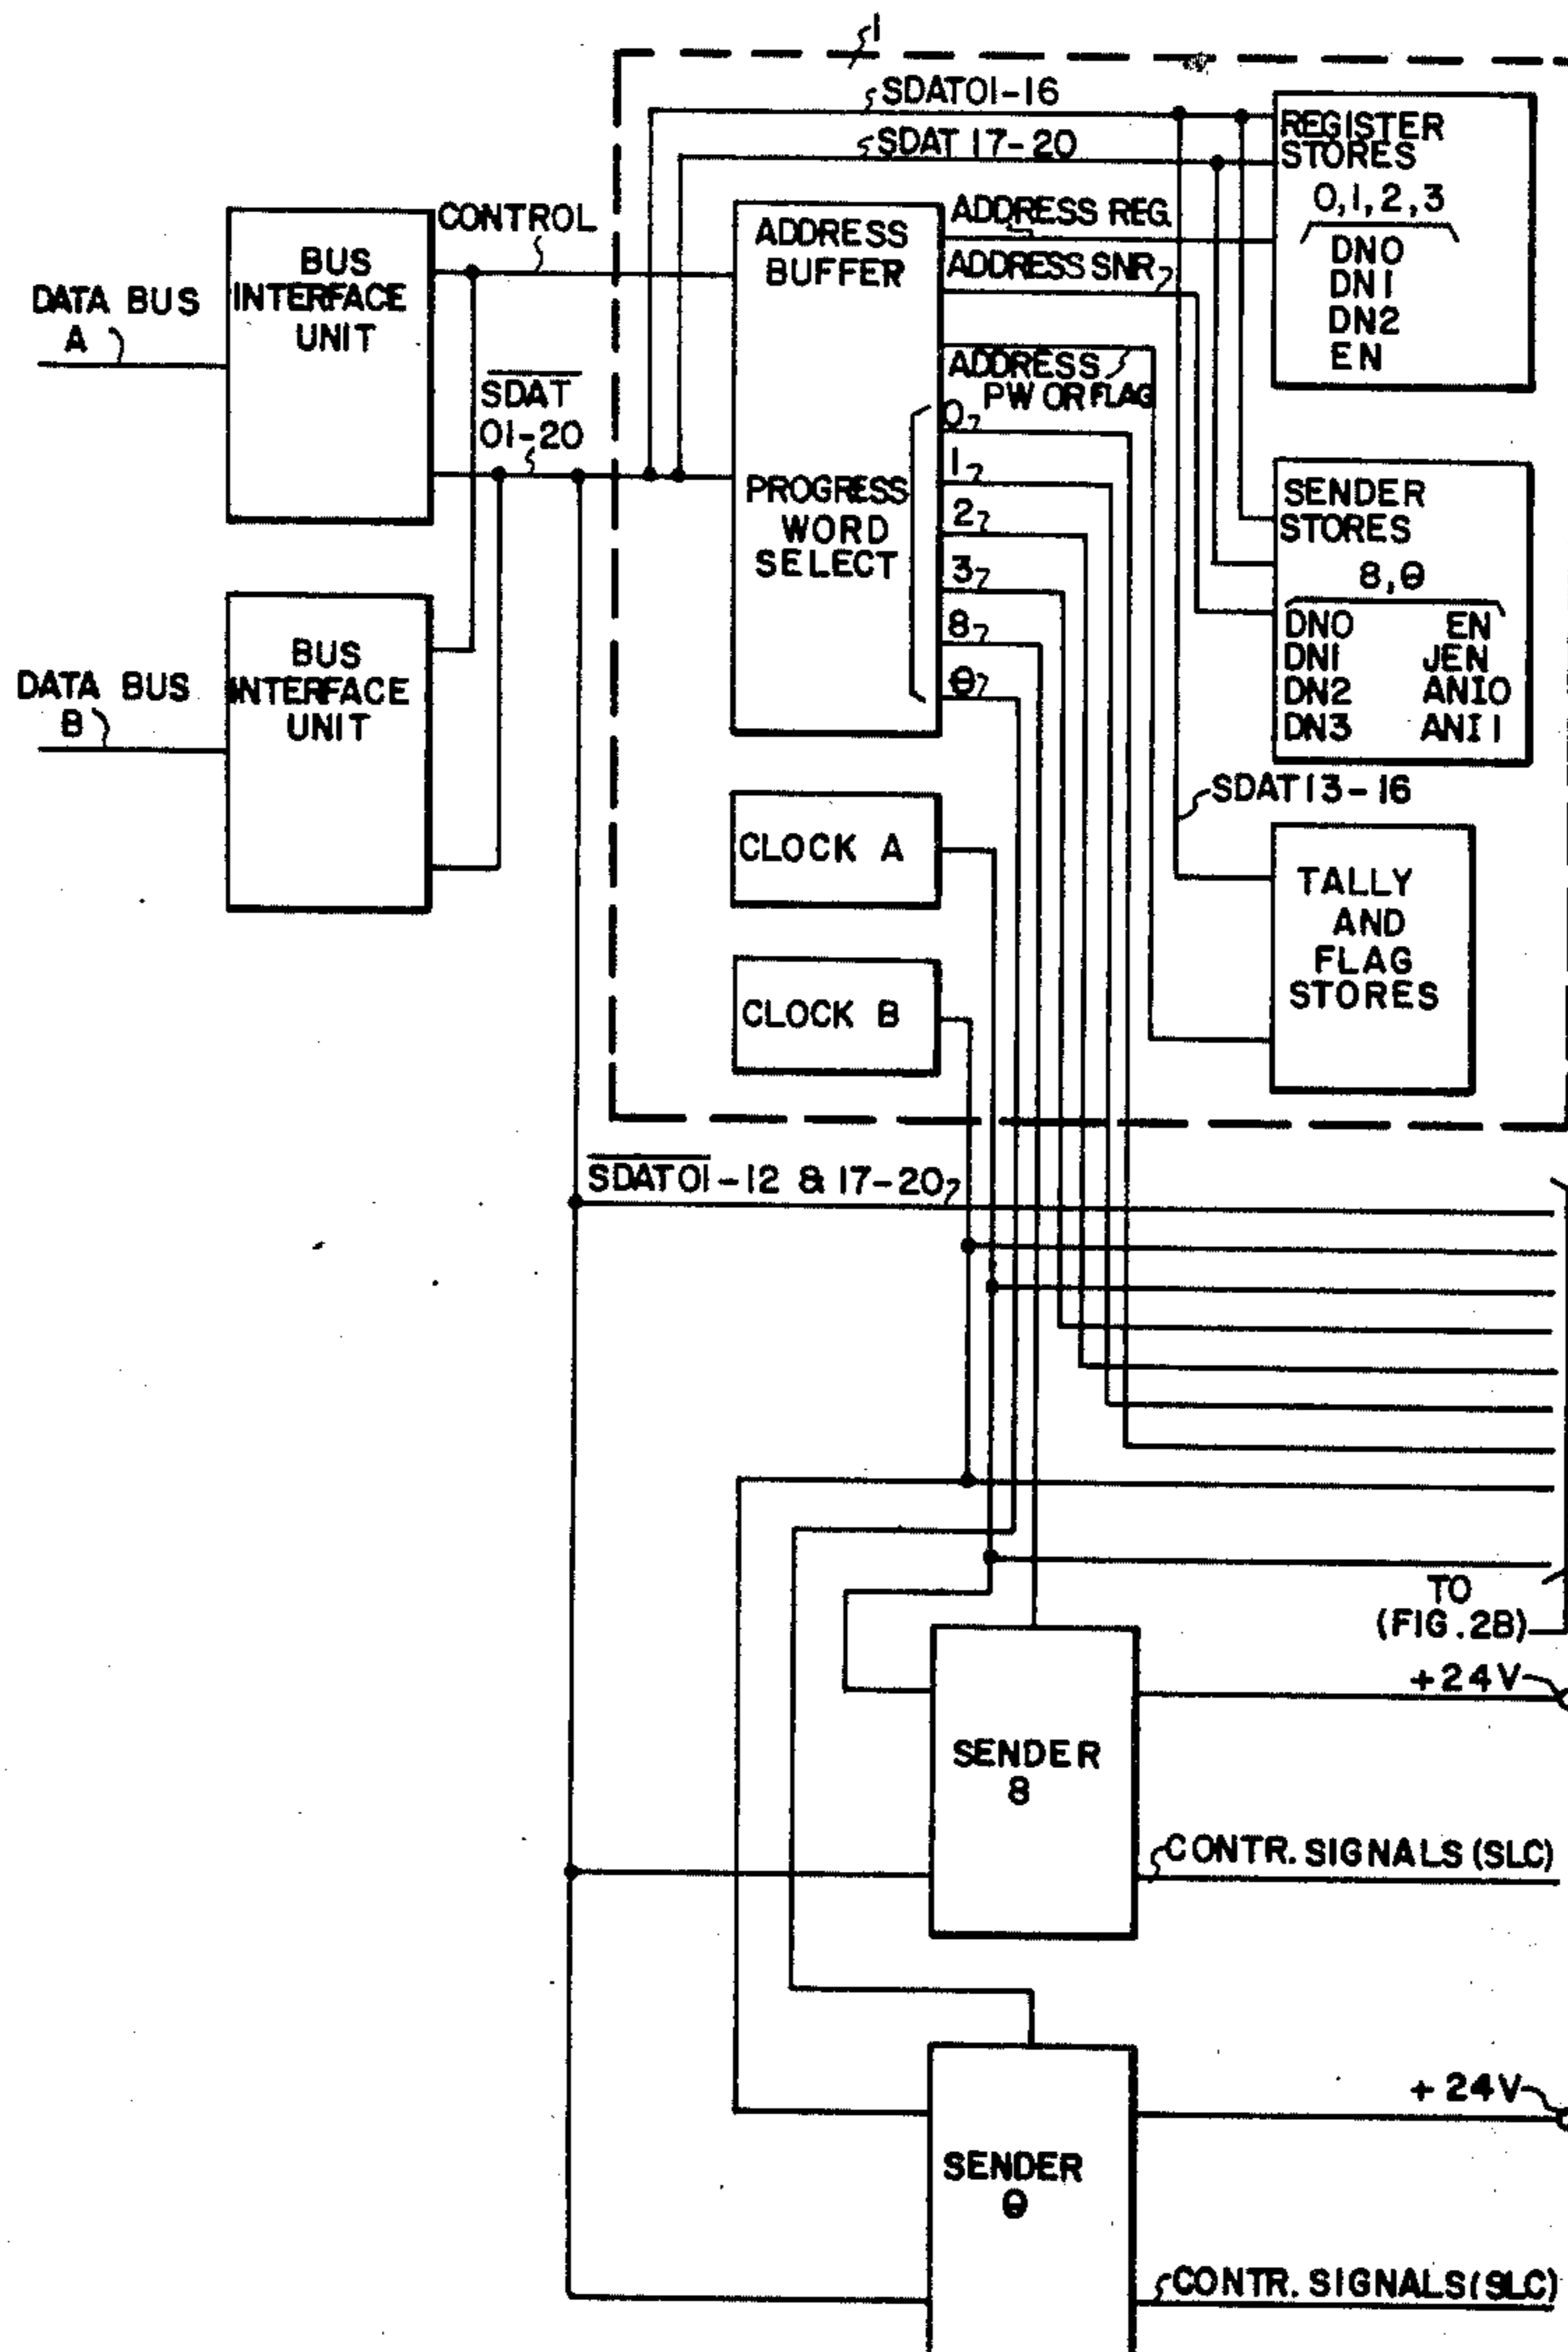 1
SDAT01-16
SDAT 17-20
REGISTER
STORES
0,1,2,3
DN0
DN1
DN2
EN
CONTROL
ADDRESS
BUFFER
ADDRESS REG.
ADDRESS SNR
ADDRESS
PW OR FLAG
BUS
INTERFACE
UNIT
DATA BUS
A
SDAT
01-20
PROGRESS
WORD
SELECT
0
1
2
3
8
θ
SENDER
STORES
8,θ
DN0 EN
DN1 JEN
DN2 ANI0
DN3 ANI1
BUS
INTERFACE
UNIT
DATA BUS
B
SDAT13-16
CLOCK A
TALLY
AND
FLAG
STORES
CLOCK B
SDAT01-12 & 17-20
TO
(FIG.2B)
+24V
SENDER
8
CONTR. SIGNALS (SLC)
+24V
SENDER
θ
CONTR. SIGNALS (SLC)